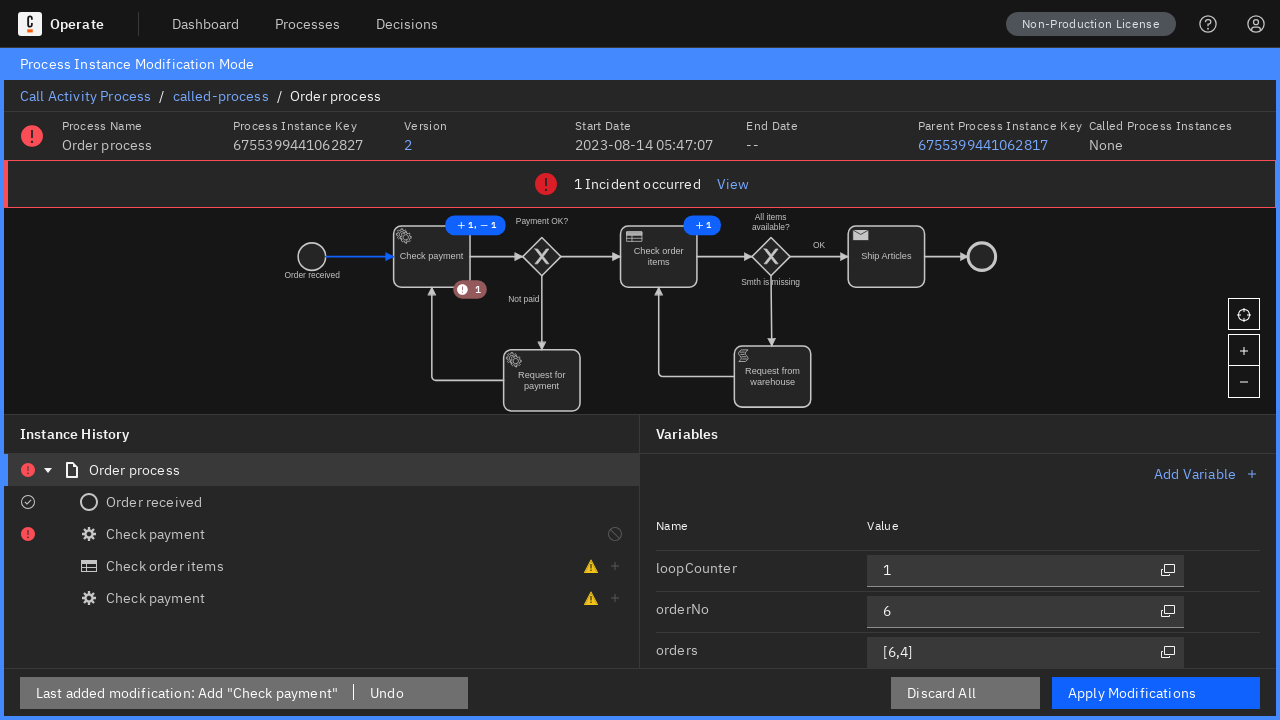 Operate
Dashboard
Processes
Decisions
Non-Production License
Process Instance Modification Mode
Call Activity Process / called-process / Order process
Process Name
Process Instance Key
Version
Start Date
End Date
Parent Process Instance Key
Called Process Instances
Order process
6755399441062827
2
2023-08-14 05:47:07
--
6755399441062817
None
1 Incident occurred View
+ 1, − 1
Payment OK?
+ 1
All items
available?
OK
Check payment
Check order
items
Ship Articles
Order received
Smth is missing
1
Not paid
Request for
payment
Request from
warehouse
+
−
Instance History
Order process
Order received
Check payment
Check order items
Check payment
Variables
Add Variable +
Name
Value
loopCounter
1
orderNo
6
orders
[6,4]
Last added modification: Add "Check payment"
Undo
Discard All
Apply Modifications